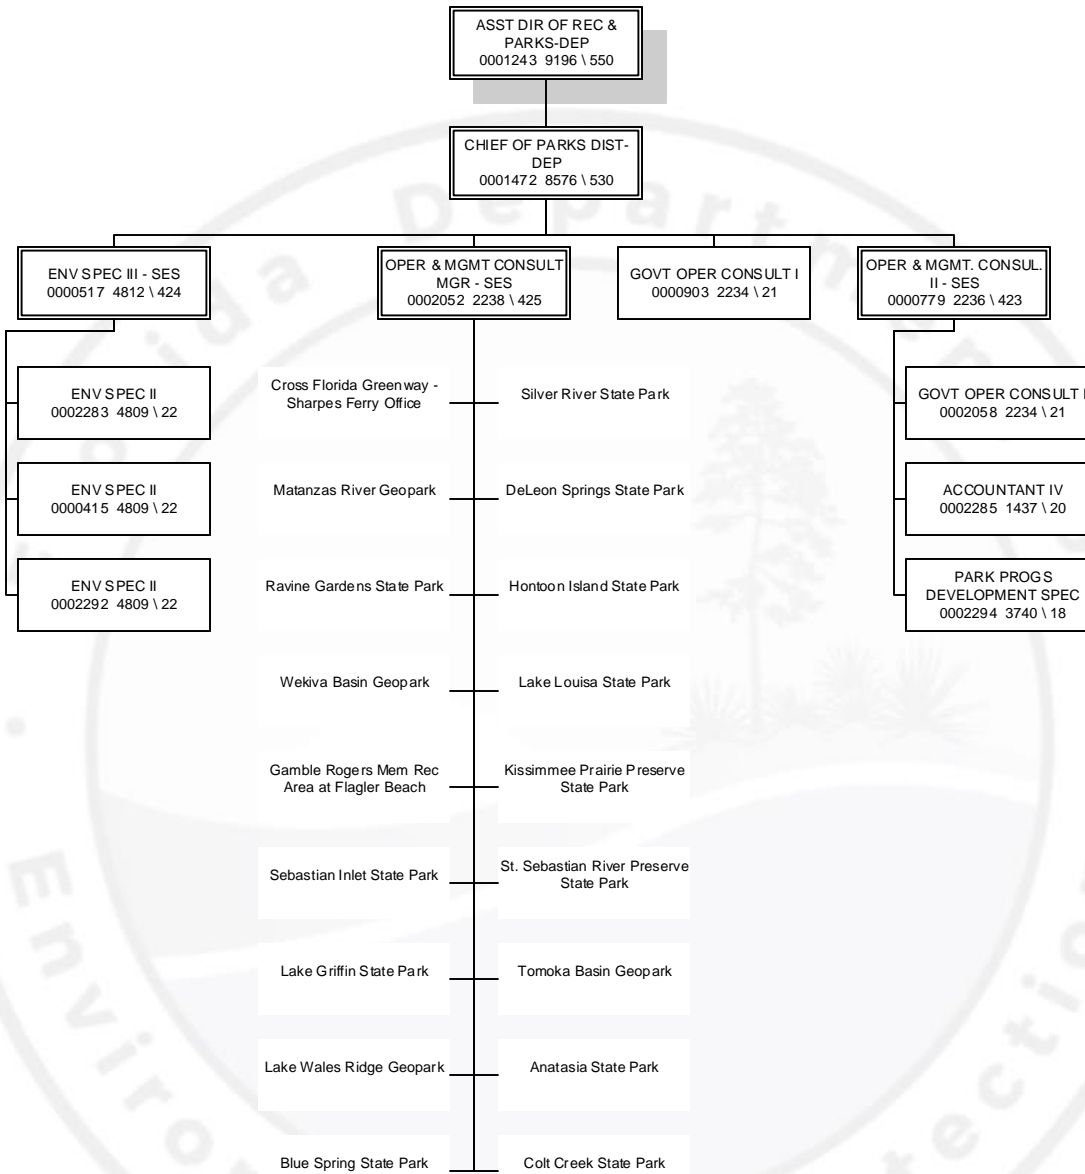 ASST DIR OF REC &
PARKS-DEP
0001243 9196 \ 550
CHIEF OF PARKS DIST-
DEP
0001472 8576 \ 530
ENV SPEC III - SES
0000517 4812 \ 424
OPER & MGMT CONSULT
MGR - SES
0002052 2238 \ 425
GOVT OPER CONSULT I
0000903 2234 \ 21
OPER & MGMT. CONSUL.
II - SES
0000779 2236 \ 423
ENV SPEC II
0002283 4809 \ 22
ENV SPEC II
0000415 4809 \ 22
ENV SPEC II
0002292 4809 \ 22
Cross Florida Greenway -
Sharpes Ferry Office
Silver River State Park
Matanzas River Geopark
DeLeon Springs State Park
Ravine Gardens State Park
Hontoon Island State Park
Wekiva Basin Geopark
Lake Louisa State Park
Gamble Rogers Mem Rec
Area at Flagler Beach
Kissimmee Prairie Preserve
State Park
Sebastian Inlet State Park
St. Sebastian River Preserve
State Park
Lake Griffin State Park
Tomoka Basin Geopark
Lake Wales Ridge Geopark
Anatasia State Park
Blue Spring State Park
Colt Creek State Park
GOVT OPER CONSULT I
0002058 2234 \ 21
ACCOUNTANT IV
0002285 1437 \ 20
PARK PROGS
DEVELOPMENT SPEC
0002294 3740 \ 18